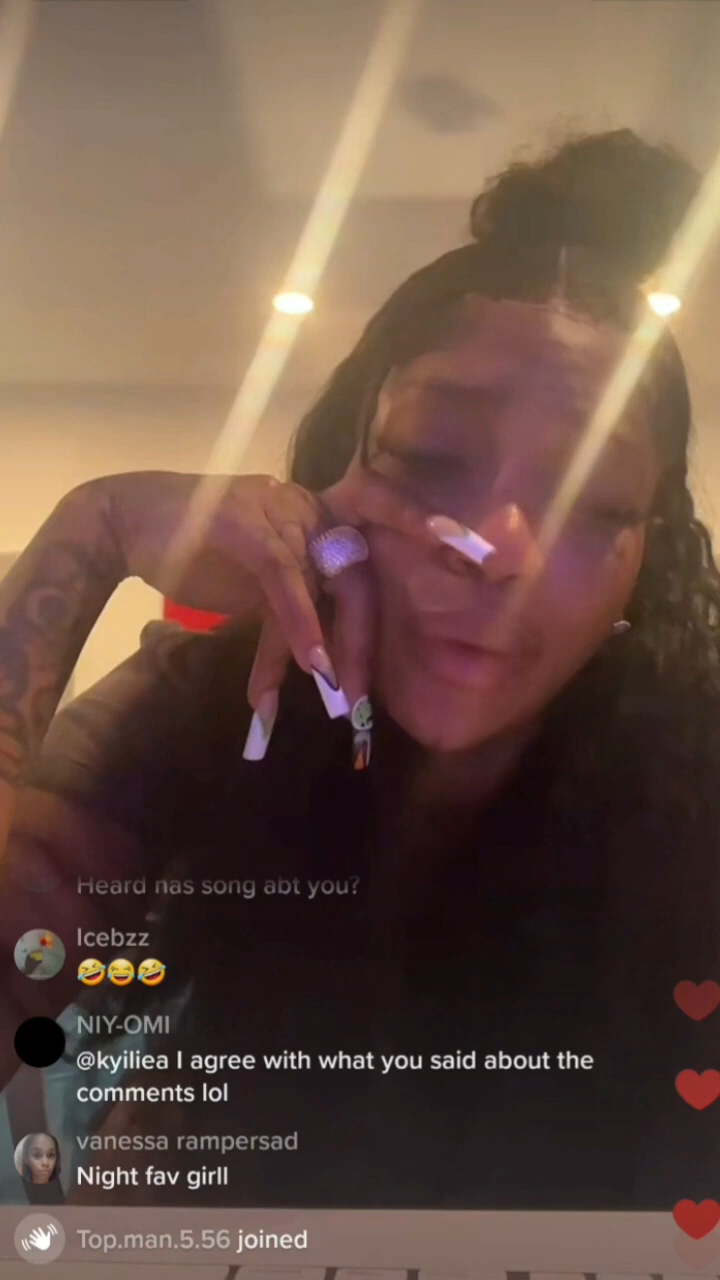 Heard nas song abt you?
Icebzz
🤣😂🤣
NIY-OMI
@kyiliea I agree with what you said about the
comments lol
vanessa rampersad
Night fav girll
Top.man.5.56 joined